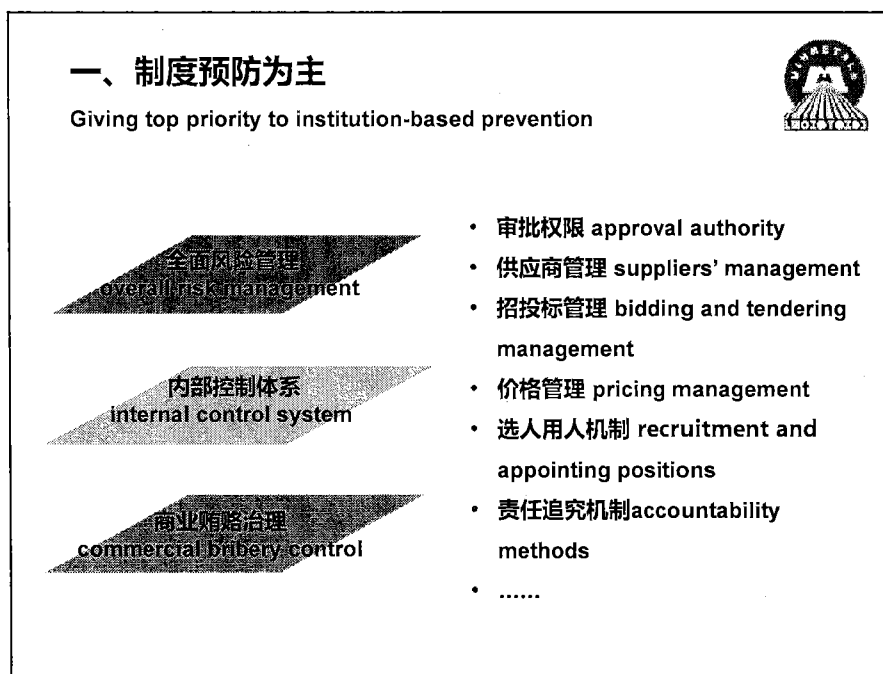 一、制度预防为主
Giving top priority to institution-based prevention
MINMETALS
全面风险管理
overall risk management
内部控制体系
internal control system
商业贿赂治理
commercial bribery control
• 审批权限 approval authority
• 供应商管理 suppliers’ management
• 招投标管理 bidding and tendering
management
• 价格管理 pricing management
• 选人用人机制 recruitment and
appointing positions
• 责任追究机制accountability
methods
• ......